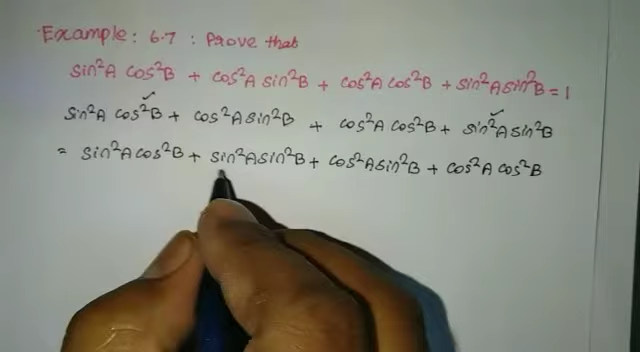 Example: 6.7 : Prove that
sin²A cos²B + cos²A sin²B + cos²A cos²B + sin²A sin²B = 1
sin²A cos²B + cos²A sin²B + cos²A cos²B + sin²A sin²B
= sin²A cos²B + sin²A sin²B + cos²A sin²B + cos²A cos²B